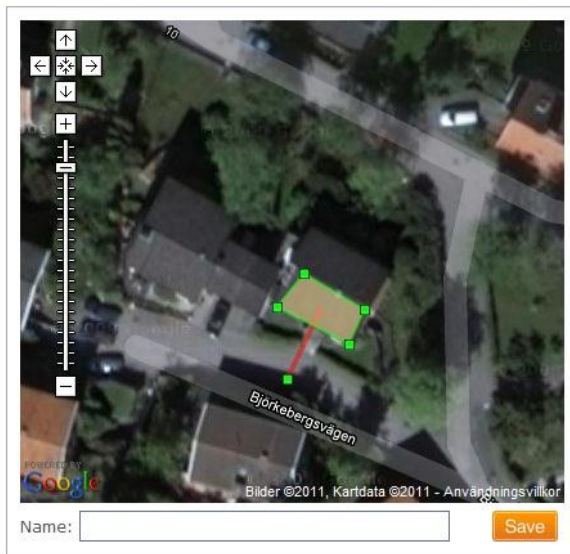 10
Björkebergsvägen
POWERED BY
Google
Bilder ©2011, Kartdata ©2011 - Användningsvillkor
Name:
Save